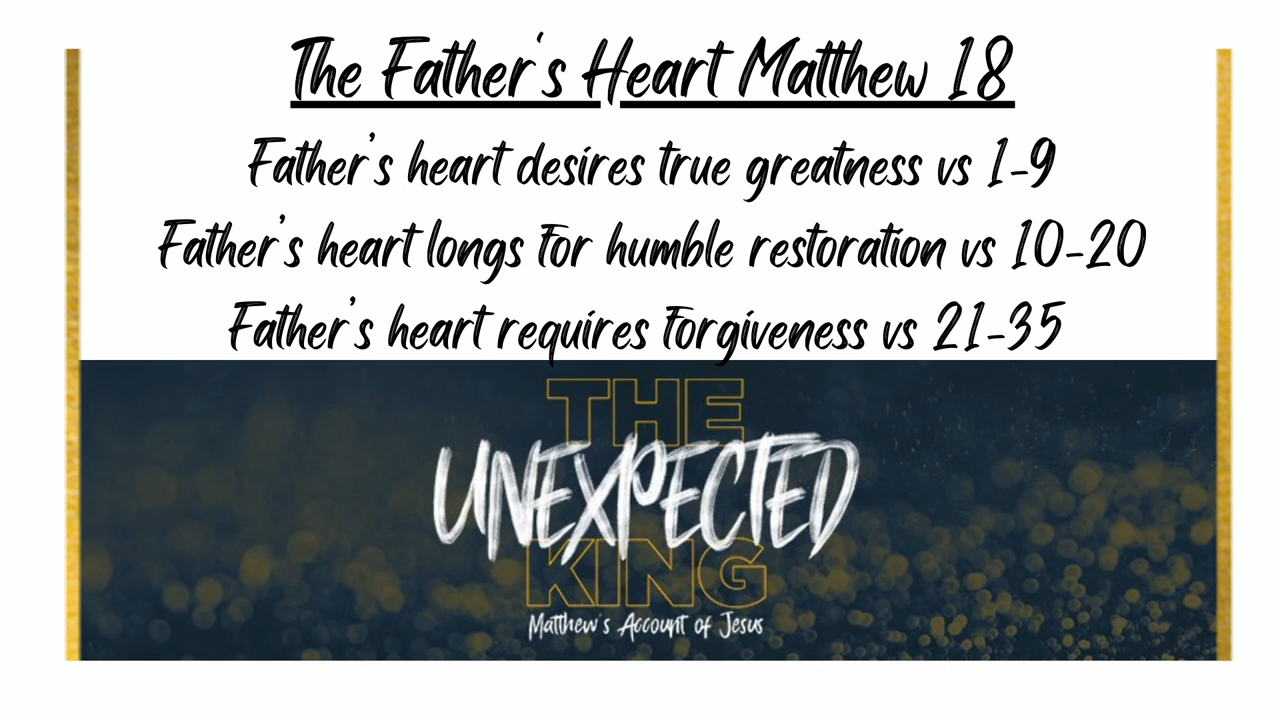 The Father's Heart Matthew 18
Father's heart desires true greatness vs 1-9
Father's heart longs for humble restoration vs 10-20
Father's heart requires forgiveness vs 21-35
THE
UNEXPECTED
KING
Matthew's Account of Jesus